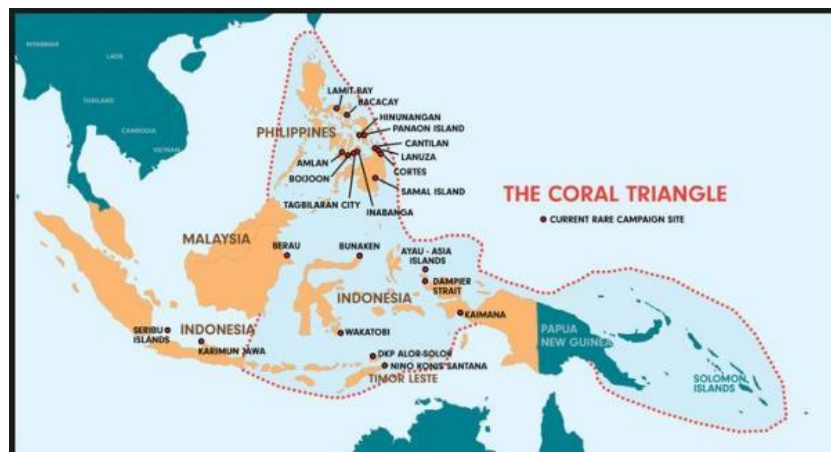 MYANMAR
LAOS
THAILAND
CAMBODIA
VIETNAM
LAMIT BAY
BACACAY
HINUNANGAN
PHILIPPINES
PANAON ISLAND
CANTILAN
AMLAN
LANUZA
BOIJOON
CORTES
SAMAL ISLAND
TAGBILARAN CITY
INABANGA
THE CORAL TRIANGLE
CURRENT RARE CAMPAIGN SITE
MALAYSIA
BERAU
BUNAKEN
AYAU - ASIA
ISLANDS
DAMPIER
STRAIT
INDONESIA
KAIMANA
SERIBU
ISLANDS
INDONESIA
KARIMUN JAWA
WAKATOBI
PAPUA
NEW GUINEA
DKP ALOR-SOLOR
NINO KONIS SANTANA
TIMOR LESTE
SOLOMON
ISLANDS